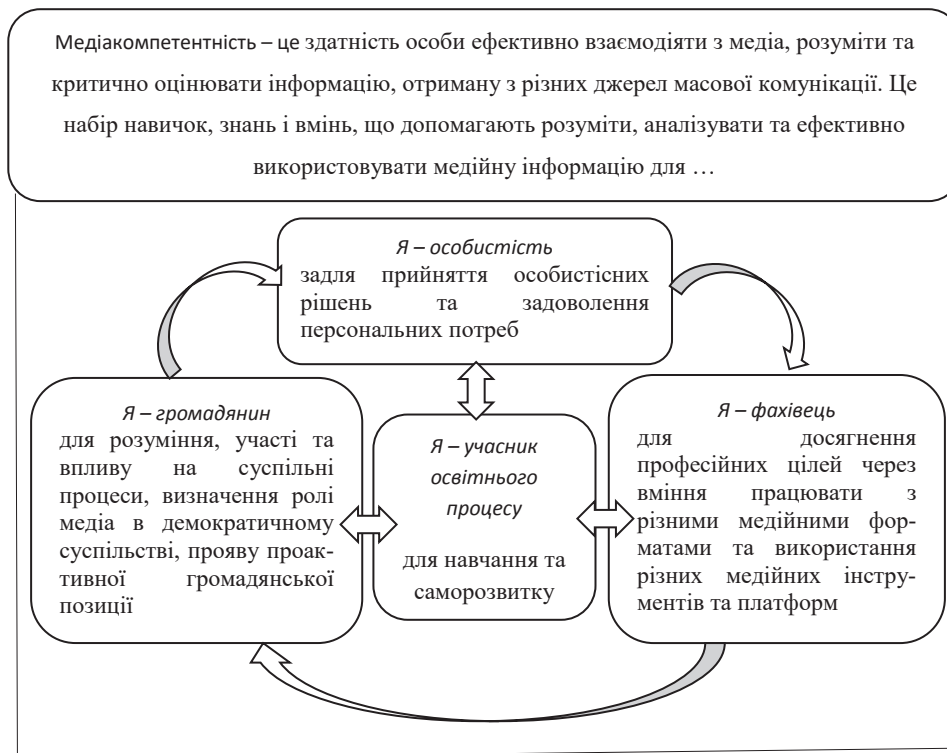 Медіакомпетентність – це здатність особи ефективно взаємодіяти з медіа, розуміти та
критично оцінювати інформацію, отриману з різних джерел масової комунікації. Це
набір навичок, знань і вмінь, що допомагають розуміти, аналізувати та ефективно
використовувати медійну інформацію для …
Я – особистість
задля прийняття особистісних
рішень та задоволення
персональних потреб
Я – громадянин
для розуміння, участі та
впливу на суспільні
процеси, визначення ролі
медіа в демократичному
суспільстві, прояву проак-
тивної громадянської
позиції
Я – учасник
освітнього
процесу
для навчання та
саморозвитку
Я – фахівець
для досягнення
професійних цілей через
вміння працювати з
різними медійними фор-
матами та використання
різних медійних інстру-
ментів та платформ